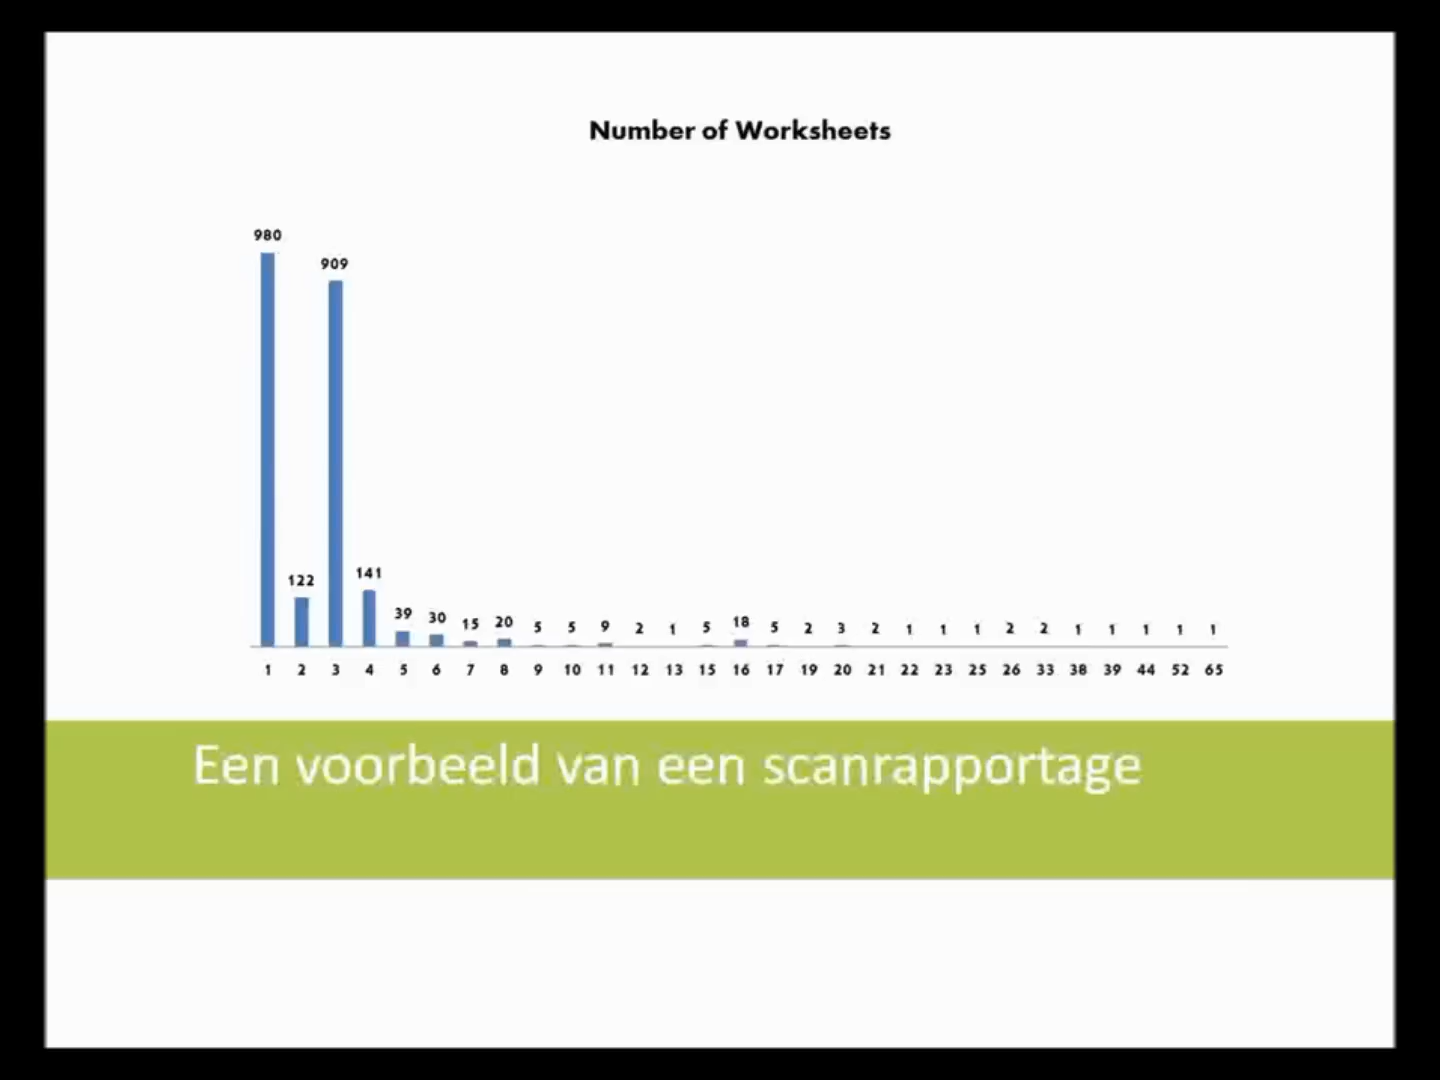 Number of Worksheets
980
909
122
141
39 30 15 20 5 5 9 2 1 5 18 5 2 3 2 1 1 1 2 2 1 1 1 1 1
1 2 3 4 5 6 7 8 9 10 11 12 13 15 16 17 19 20 21 22 23 25 26 33 38 39 44 52 65
Een voorbeeld van een scanrapportage